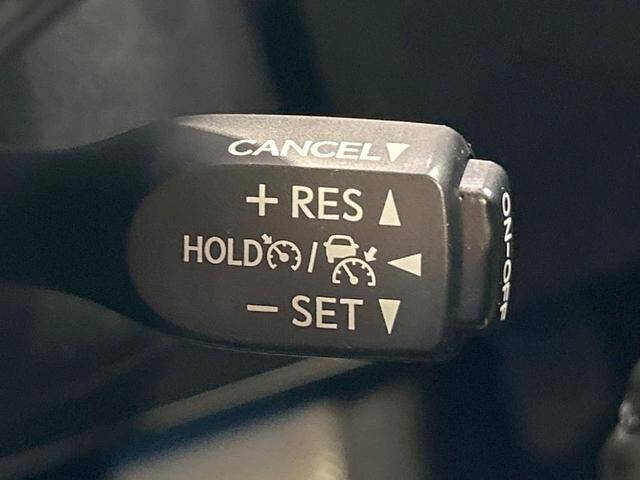 CANCEL▼
+ RES ▲
HOLD / ◀
− SET ▼
ON-OFF